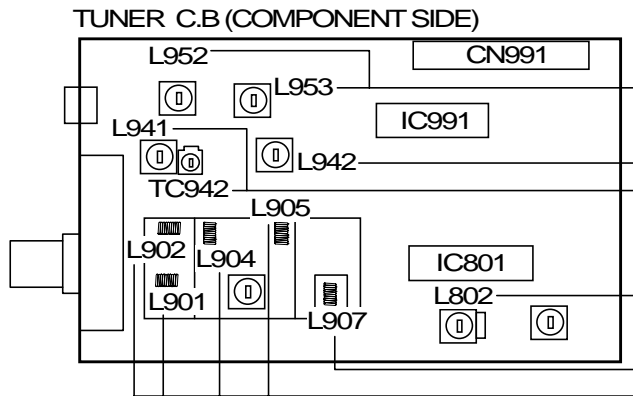 TUNER C.B (COMPONENT SIDE)
L952
CN991
L953
IC991
L941
L942
TC942
L905
L902
L904
IC801
L901
L802
L907